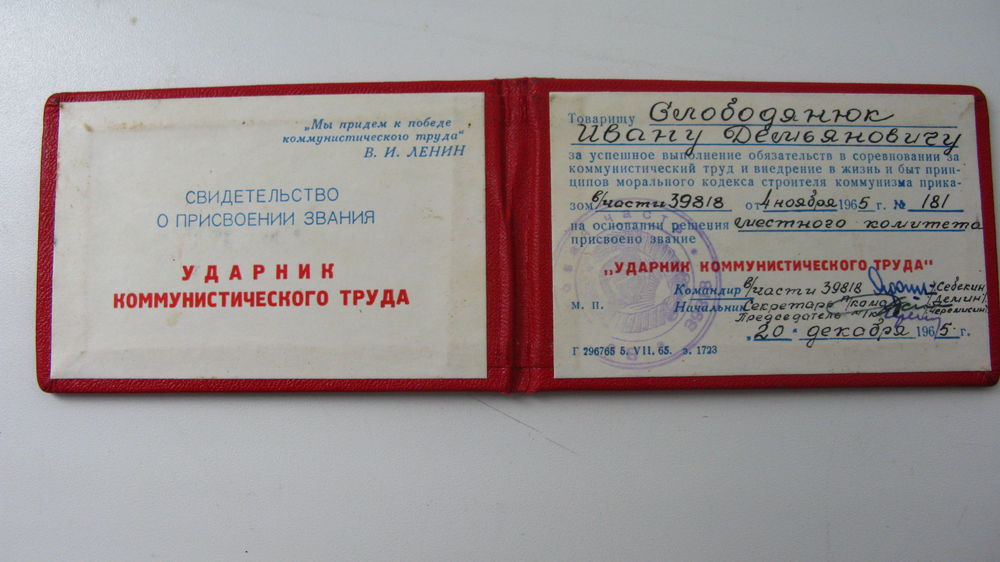 „Мы придем к победе
коммунистического труда"
В. И. ЛЕНИН
СВИДЕТЕЛЬСТВО
О ПРИСВОЕНИИ ЗВАНИЯ
УДАРНИК
КОММУНИСТИЧЕСКОГО ТРУДА
Товарищу Слободянюк
Ивану Демьяновичу
за успешное выполнение обязательств в соревновании за
коммунистический труд и внедрение в жизнь и быт прин-
ципов морального кодекса строителя коммунизма прика-
зом в/части 39818 от 4 ноября 1965 г. № 181
на основании решения местного комитета
присвоено звание
„УДАРНИК КОММУНИСТИЧЕСКОГО ТРУДА"
Командир в/части 39818 /Себекин/
М. П. Начальник Секретарь /Демин/
Председатель
„20" декабря 1965 г.
Г 296765 5. VII. 65. з. 1723